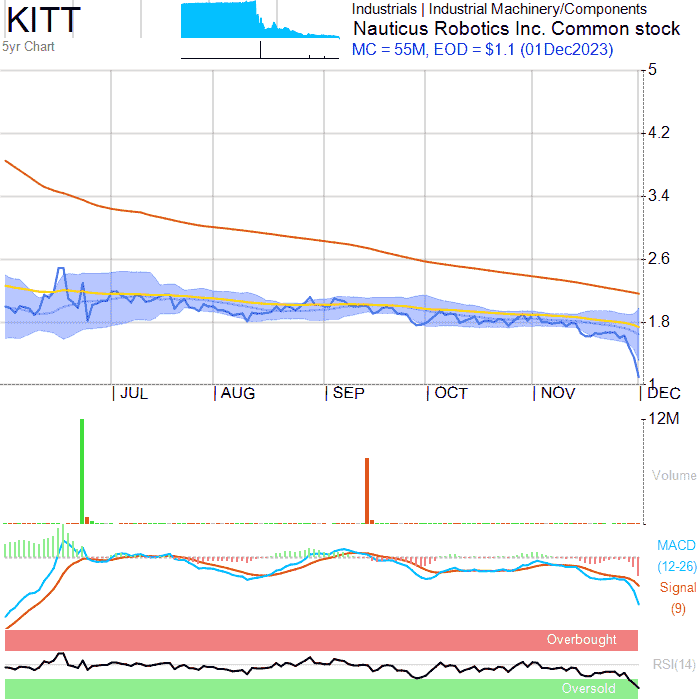 KITT
5yr Chart
Industrials | Industrial Machinery/Components
Nauticus Robotics Inc. Common stock
MC = 55M, EOD = $1.1 (01Dec2023)
5
4.2
3.4
2.6
1.8
1
JUL AUG SEP OCT NOV DEC
12M
Volume
MACD
(12-26)
Signal
(9)
Overbought
RSI(14)
Oversold